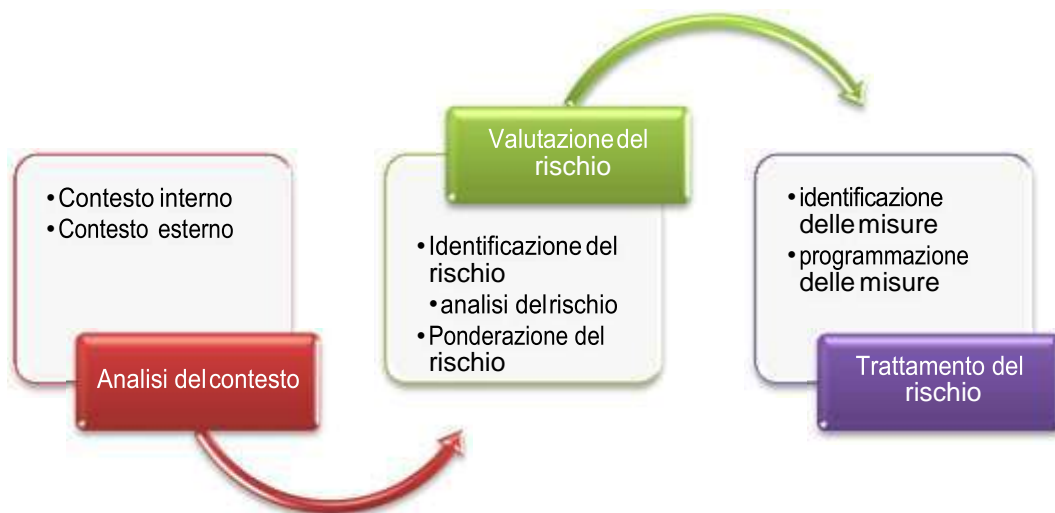 • Contesto interno
• Contesto esterno
Analisi del contesto
Valutazione del
rischio
• Identificazione del
rischio
• analisi del rischio
• Ponderazione del
rischio
• identificazione
delle misure
• programmazione
delle misure
Trattamento del
rischio